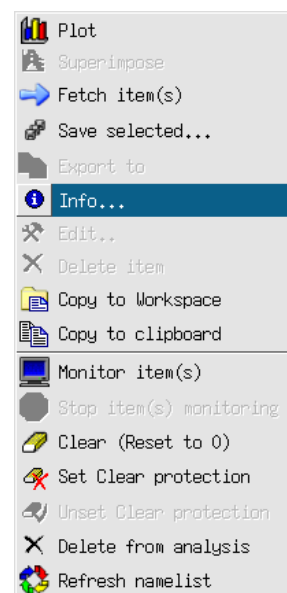 Plot
Superimpose
Fetch item(s)
Save selected...
Export to
Info...
Edit..
Delete item
Copy to Workspace
Copy to clipboard
Monitor item(s)
Stop item(s) monitoring
Clear (Reset to 0)
Set Clear protection
Unset Clear protection
Delete from analysis
Refresh namelist